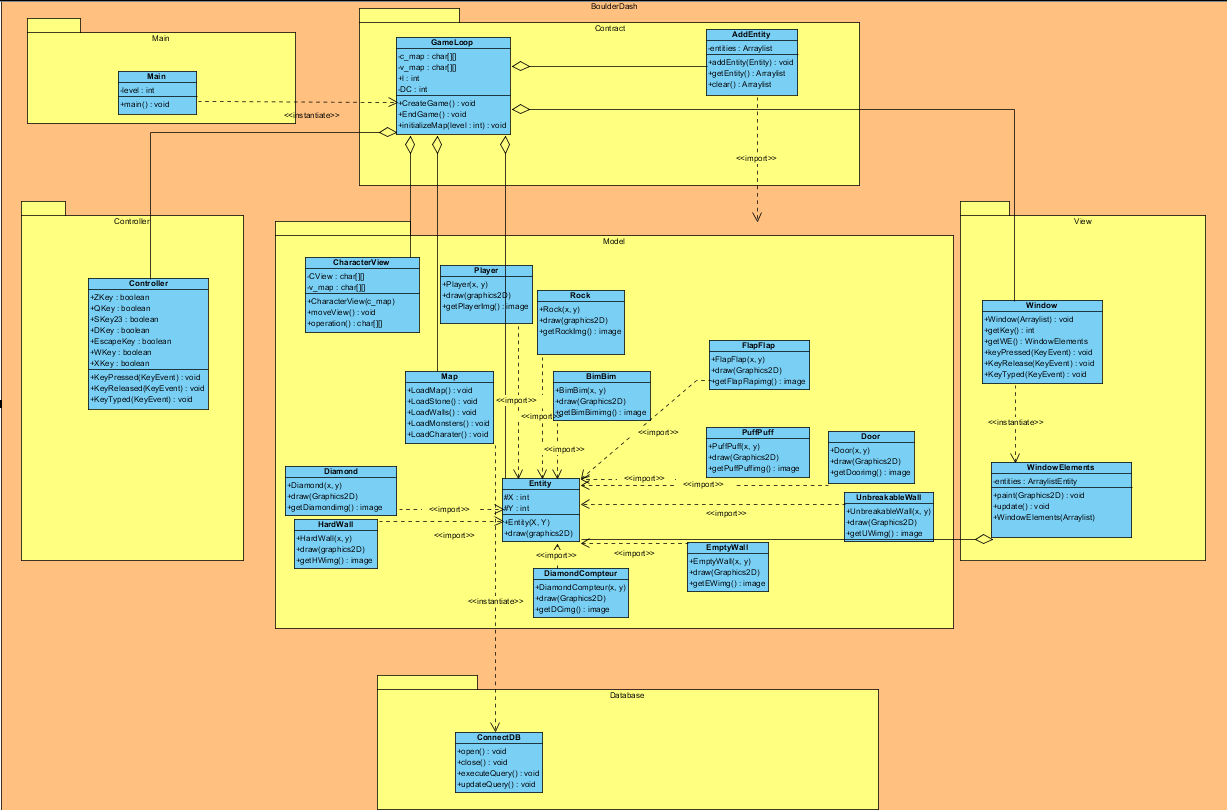 BoulderDash
Main
Main
-level : int
+main() : void
<<instantiate>>
Contract
GameLoop
-c_map : char[][]
-v_map : char[][]
+I : int
-DC : int
+CreateGame() : void
+EndGame() : void
+initializeMap(level : int) : void
AddEntity
-entities : Arraylist
+addEntity(Entity) : void
+getEntity() : Arraylist
+clear() : Arraylist
<<import>>
Controller
Controller
+ZKey : boolean
+QKey : boolean
+SKey23 : boolean
+DKey : boolean
+EscapeKey : boolean
+WKey : boolean
+XKey : boolean
+KeyPressed(KeyEvent) : void
+KeyReleased(KeyEvent) : void
+KeyTyped(KeyEvent) : void
Model
CharacterView
-CView : char[][]
-v_map : char[][]
+CharacterView(c_map)
+moveView() : void
+operation() : char[][]
Player
+Player(x, y)
+draw(graphics2D)
+getPlayerImg() : image
Rock
+Rock(x, y)
+draw(graphics2D)
+getRockImg() : image
FlapFlap
+FlapFlap(x, y)
+draw(Graphics2D)
+getFlapFlapimg() : image
Map
+LoadMap() : void
+LoadStone() : void
+LoadWalls() : void
+LoadMonsters() : void
+LoadCharater() : void
BimBim
+BimBim(x, y)
+draw(Graphics2D)
+getBimBimimg() : image
<<import>>
<<import>>
<<import>>
<<import>>
PuffPuff
+PuffPuff(x, y)
+draw(Graphics2D)
+getPuffPuffimg() : image
Door
+Door(x, y)
+draw(Graphics2D)
+getDoorimg() : image
<<import>>
<<import>>
Diamond
+Diamond(x, y)
+draw(Graphics2D)
+getDiamondimg() : image
<<import>>
Entity
#X : int
#Y : int
+Entity(X, Y)
+draw(graphics2D)
UnbreakableWall
+UnbreakableWall(x, y)
+draw(Graphics2D)
+getUWimg() : image
<<import>>
HardWall
+HardWall(x, y)
+draw(graphics2D)
+getHWimg() : image
<<import>>
<<import>>
<<import>>
EmptyWall
+EmptyWall(x, y)
+draw(Graphics2D)
+getEWimg() : image
DiamondCompteur
+DiamondCompteur(x, y)
+draw(Graphics2D)
+getDCimg() : image
<<instantiate>>
View
Window
+Window(Arraylist) : void
+getKey() : int
+getWE() : WindowElements
+keyPressed(KeyEvent) : void
+KeyRelease(KeyEvent) : void
+KeyTyped(KeyEvent) : void
<<instantiate>>
WindowElements
-entities : ArraylistEntity
+paint(Graphics2D) : void
+update() : void
+WindowElements(Arraylist)
Database
ConnectDB
+open() : void
+close() : void
+executeQuery() : void
+updateQuery() : void